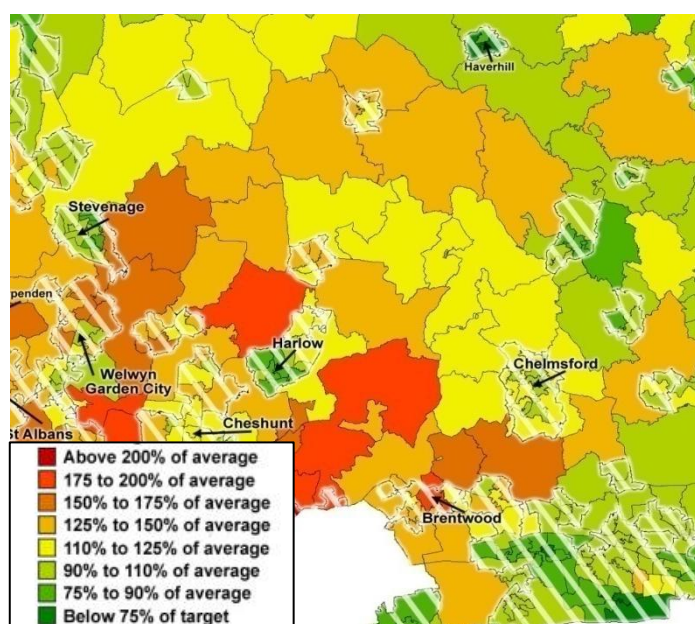 Haverhill
Stevenage
penden
Harlow
Welwyn
Garden City
Chelmsford
St Albans
Cheshunt
Brentwood
Above 200% of average
175 to 200% of average
150% to 175% of average
125% to 150% of average
110% to 125% of average
90% to 110% of average
75% to 90% of average
Below 75% of target